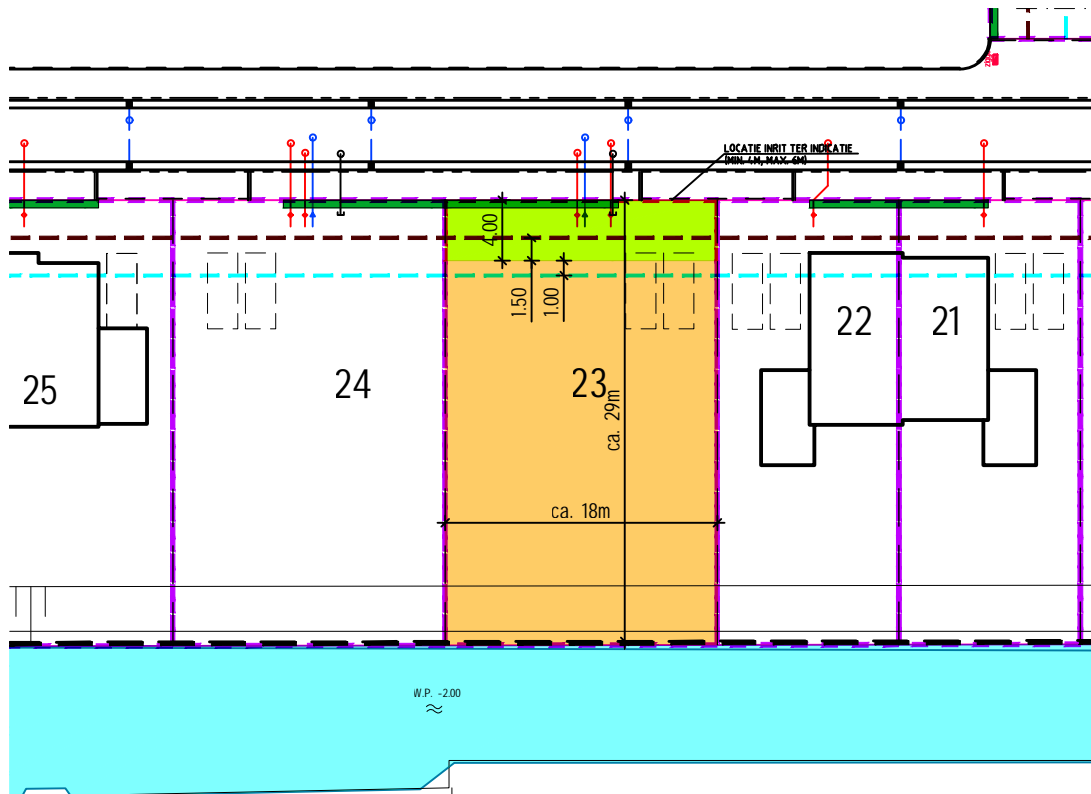 LOCATIE INRIT TER INDICATIE
(MIN. 4M, MAX. 6M)
4.00
1.50
1.00
25
24
23
22
21
ca. 29m
ca. 18m
W.P. -2.00